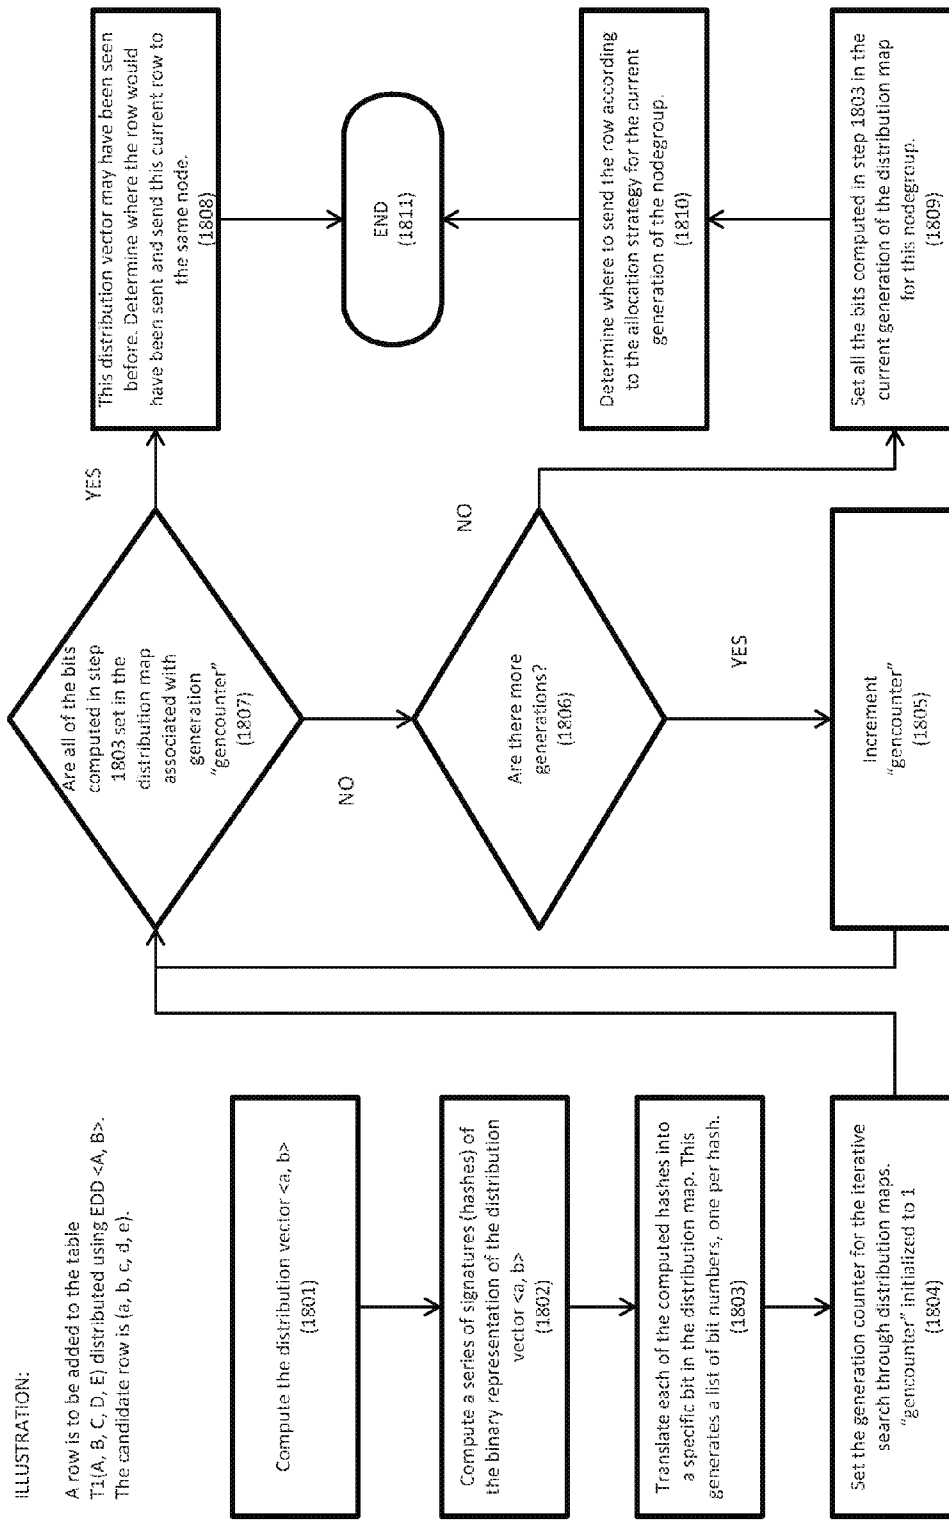 ILLUSTRATION:
A row is to be added to the table
T1(A, B, C, D, E) distributed using EDD <A, B>.
The candidate row is (a, b, c, d, e).
Compute the distribution vector <a, b>
(1801)
Compute a series of signatures (hashes) of
the binary representation of the distribution
vector <a, b>
(1802)
Translate each of the computed hashes into
a specific bit in the distribution map. This
generates a list of bit numbers, one per hash.
(1803)
Set the generation counter for the iterative
search through distribution maps.
“gencounter” initialized to 1
(1804)
Are all of the bits
computed in step
1803 set in the
distribution map
associated with
generation
“gencounter”
(1807)
YES
NO
Are there more
generations?
(1806)
NO
YES
Increment
“gencounter”
(1805)
This distribution vector may have been seen
before. Determine where the row would
have been sent and send this current row to
the same node.
(1808)
END
(1811)
Determine where to send the row according
to the allocation strategy for the current
generation of the nodegroup.
(1810)
Set all the bits computed in step 1803 in the
current generation of the distribution map
for this nodegroup.
(1809)